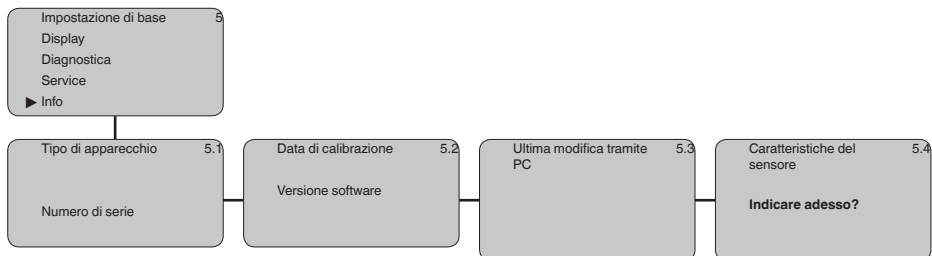 Impostazione di base 5
Display
Diagnostica
Service
▶ Info
Tipo di apparecchio 5.1
Numero di serie
Data di calibrazione 5.2
Versione software
Ultima modifica tramite 5.3
PC
Caratteristiche del 5.4
sensore
Indicare adesso?